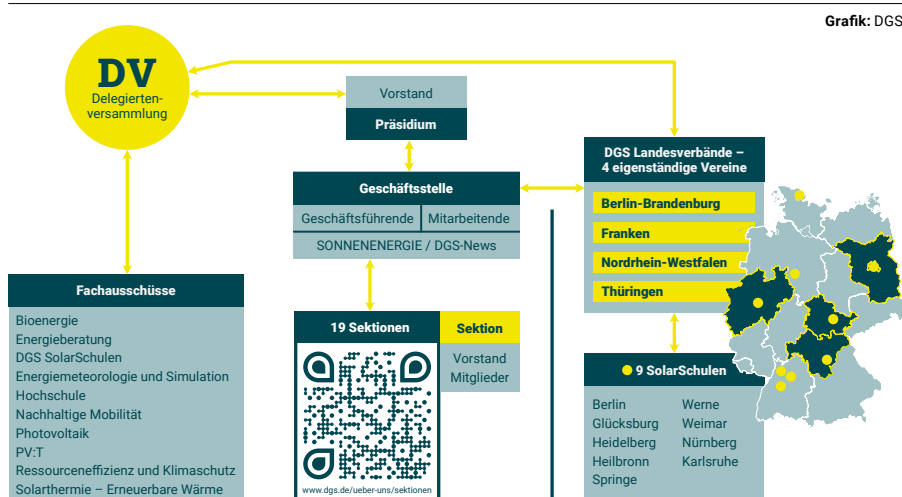 Grafik: DGS
DV
Delegierten-
versammlung
Vorstand
Präsidium
DGS Landesverbände –
4 eigenständige Vereine
Berlin-Brandenburg
Franken
Nordrhein-Westfalen
Thüringen
Geschäftsstelle
Geschäftsführende Mitarbeitende
SONNENENERGIE / DGS-News
Fachausschüsse
Bioenergie
Energieberatung
DGS SolarSchulen
Energiemeteorologie und Simulation
Hochschule
Nachhaltige Mobilität
Photovoltaik
PV:T
Ressourceneffizienz und Klimaschutz
Solarthermie – Erneuerbare Wärme
19 Sektionen
www.dgs.de/ueber-uns/sektionen
Sektion
Vorstand
Mitglieder
9 SolarSchulen
Berlin
Glücksburg
Heidelberg
Heilbronn
Springe
Werne
Weimar
Nürnberg
Karlsruhe